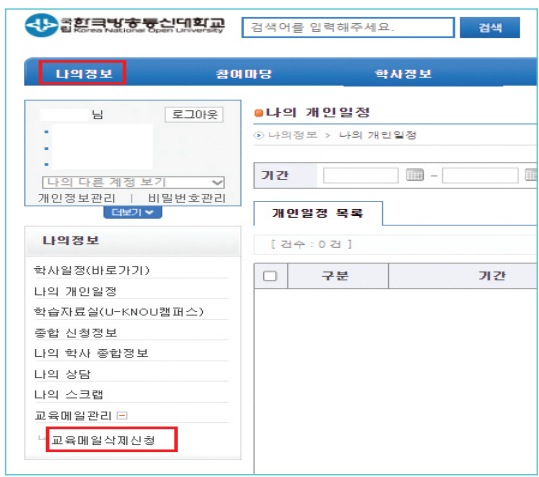 국립 한국방송통신대학교
Korea National Open University
검색어를 입력해주세요.
검색
나의정보
참여마당
학사정보
님
로그아웃
나의 다른 계정 보기
개인정보관리 | 비밀번호관리
더보기
나의정보
학사일정(바로가기)
나의 개인일정
학습자료실(U-KNOU캠퍼스)
종합 신청정보
나의 학사 종합정보
나의 상담
나의 스크랩
교육메일관리
교육메일삭제신청
나의 개인일정
나의정보 > 나의 개인일정
기간 -
개인일정 목록
[ 건수 : 0 건 ]
구분 기간